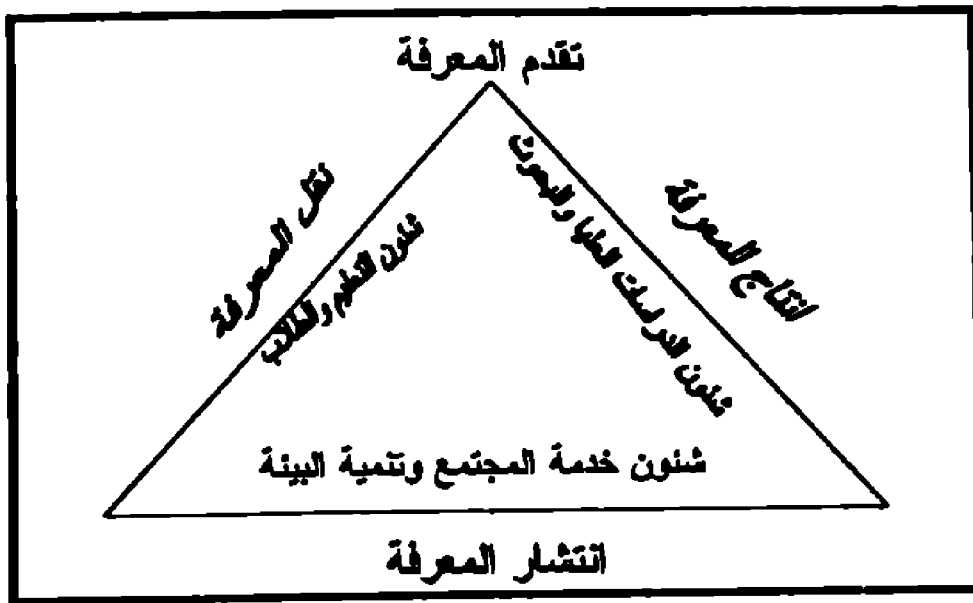 تقدم المعرفة
نقل المعرفة
شئون التعليم والطلاب
انتاج المعرفة
شئون الدراسات العليا والبحوث
شئون خدمة المجتمع وتنمية البيئة
انتشار المعرفة